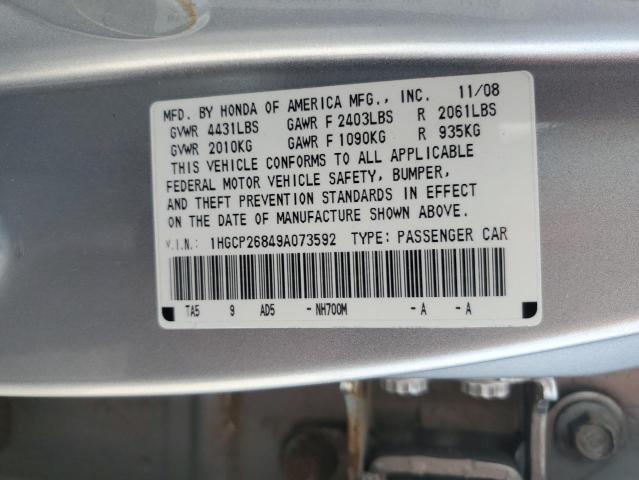 MFD. BY HONDA OF AMERICA MFG., INC. 11/08
GVWR 4431LBS GAWR F 2403LBS R 2061LBS
GVWR 2010KG GAWR F 1090KG R 935KG
THIS VEHICLE CONFORMS TO ALL APPLICABLE
FEDERAL MOTOR VEHICLE SAFETY, BUMPER,
AND THEFT PREVENTION STANDARDS IN EFFECT
ON THE DATE OF MANUFACTURE SHOWN ABOVE.
V.I.N.: 1HGCP26849A073592 TYPE: PASSENGER CAR
TA5 9 AD5 - NH700M - A - A